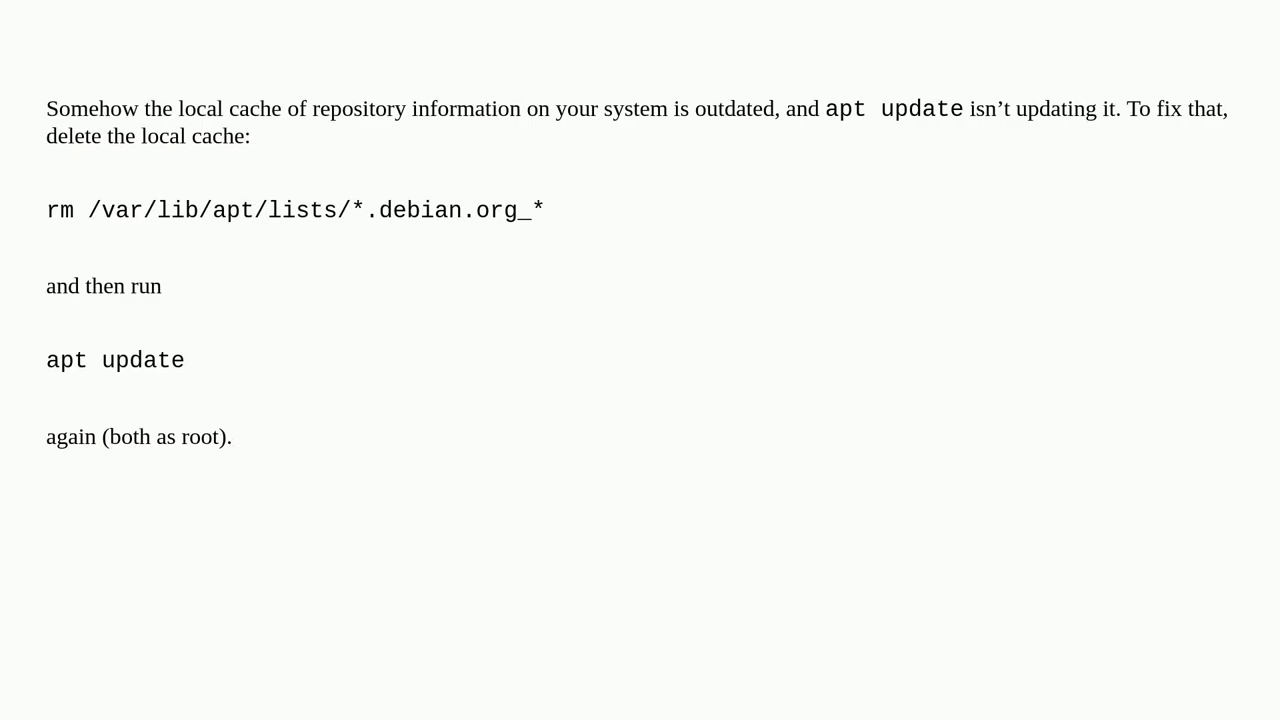 Somehow the local cache of repository information on your system is outdated, and apt update isn’t updating it. To fix that,
delete the local cache:
rm /var/lib/apt/lists/*.debian.org_*
and then run
apt update
again (both as root).